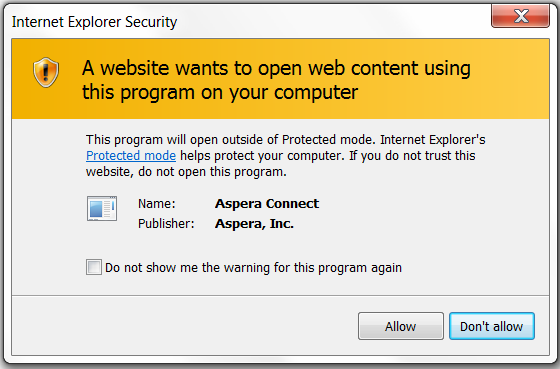 Internet Explorer Security
A website wants to open web content using
this program on your computer
This program will open outside of Protected mode. Internet Explorer's
Protected mode helps protect your computer. If you do not trust this
website, do not open this program.
Name: Aspera Connect
Publisher: Aspera, Inc.
Do not show me the warning for this program again
Allow Don't allow